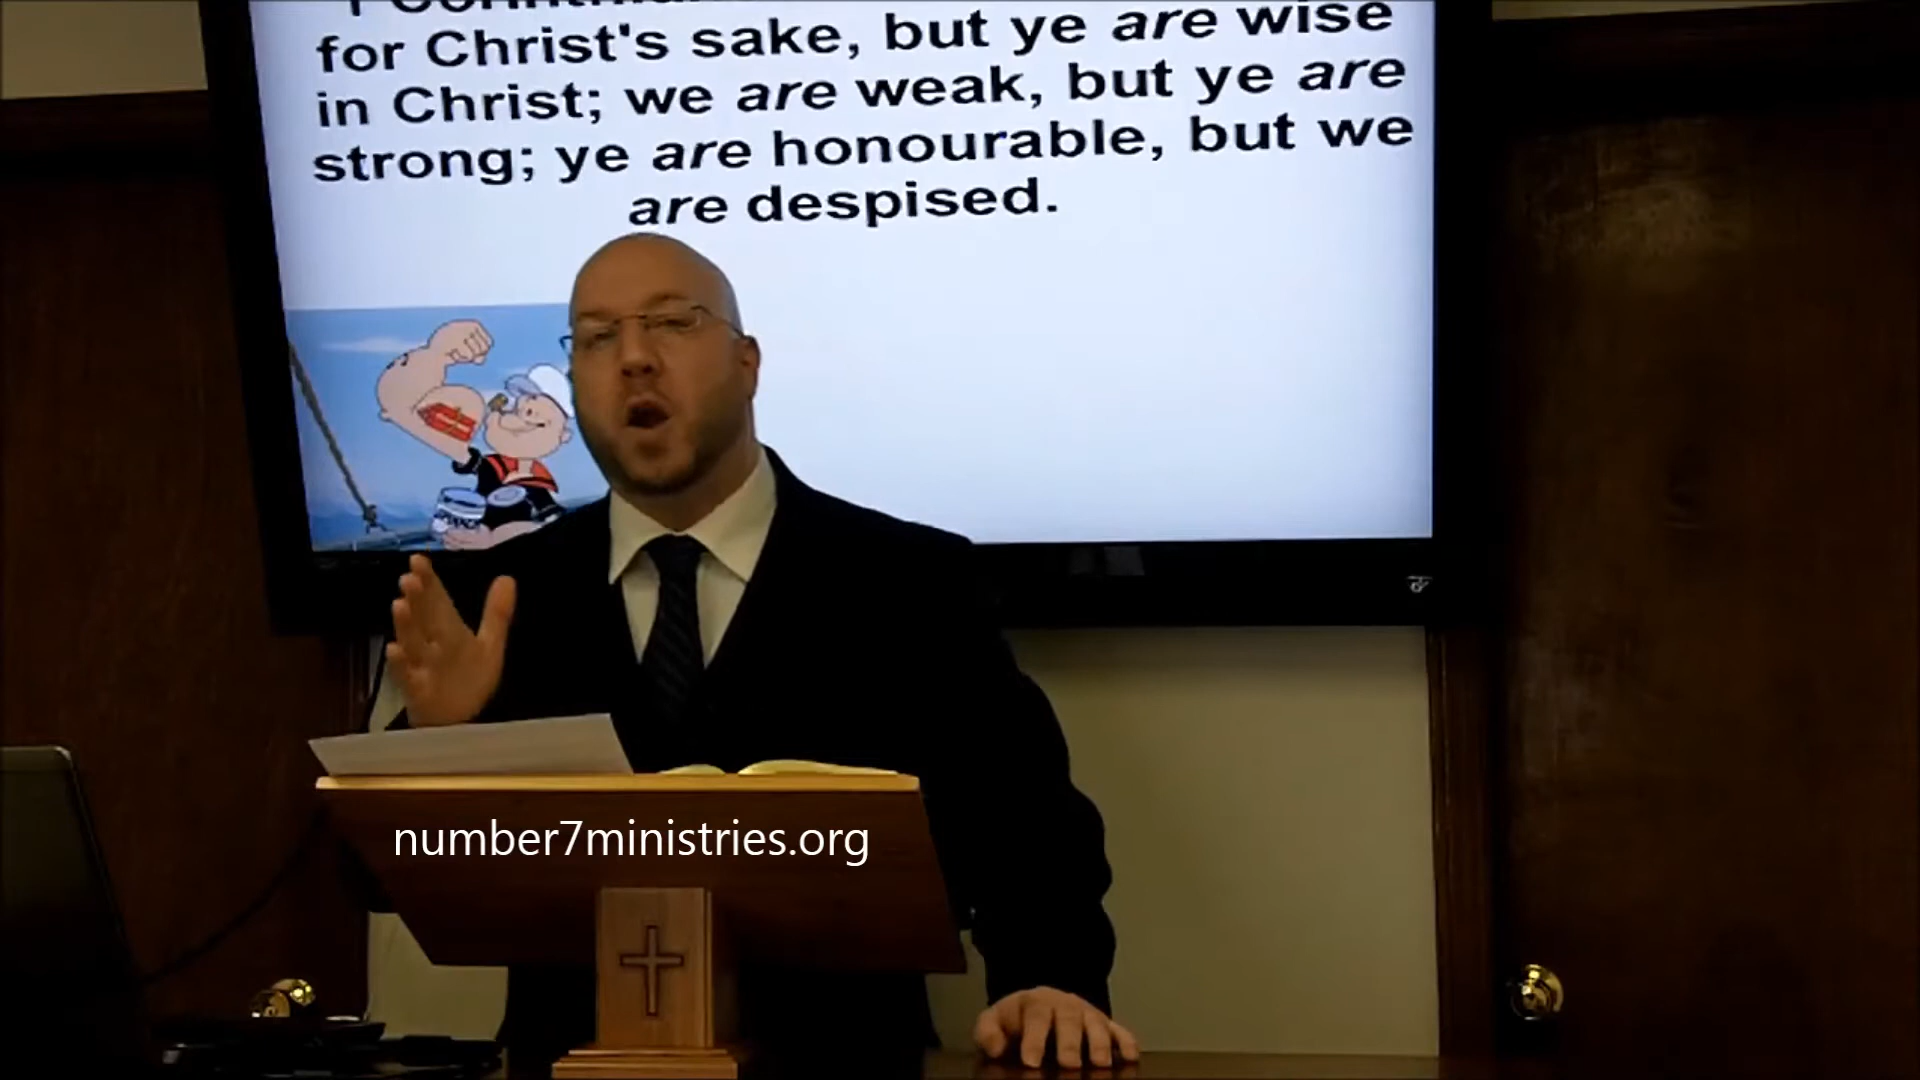 for Christ's sake, but ye are wise
in Christ; we are weak, but ye are
strong; ye are honourable, but we
are despised.
number7ministries.org